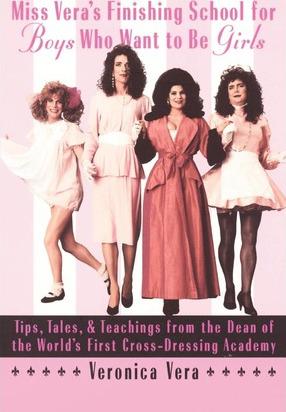 Miss Vera's Finishing School for
Boys Who Want to Be Girls
Tips, Tales, & Teachings from the Dean of
the World's First Cross-Dressing Academy
Veronica Vera